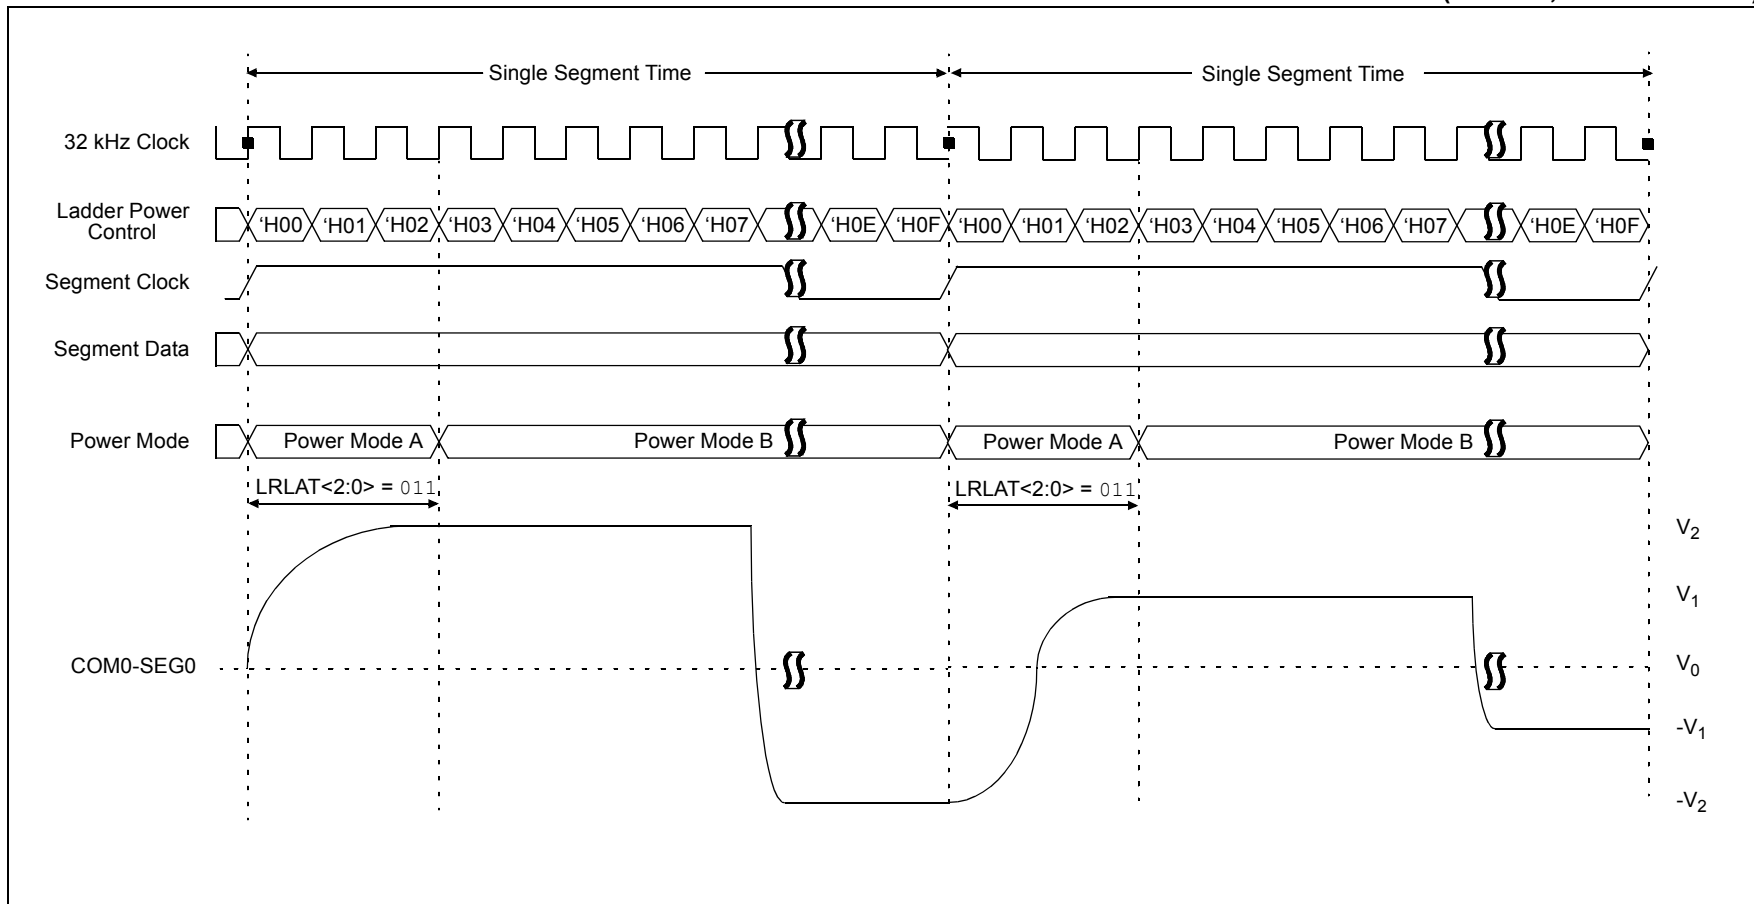 Single Segment Time Single Segment Time
32 kHz Clock
Ladder Power
Control
‘H00 ‘H01 ‘H02 ‘H03 ‘H04 ‘H05 ‘H06 ‘H07 ‘H0E ‘H0F ‘H00 ‘H01 ‘H02 ‘H03 ‘H04 ‘H05 ‘H06 ‘H07 ‘H0E ‘H0F
Segment Clock
Segment Data
Power Mode Power Mode A Power Mode B Power Mode A Power Mode B
LRLAT<2:0> = 011 LRLAT<2:0> = 011
V2
V1
COM0-SEG0 V0
-V1
-V2